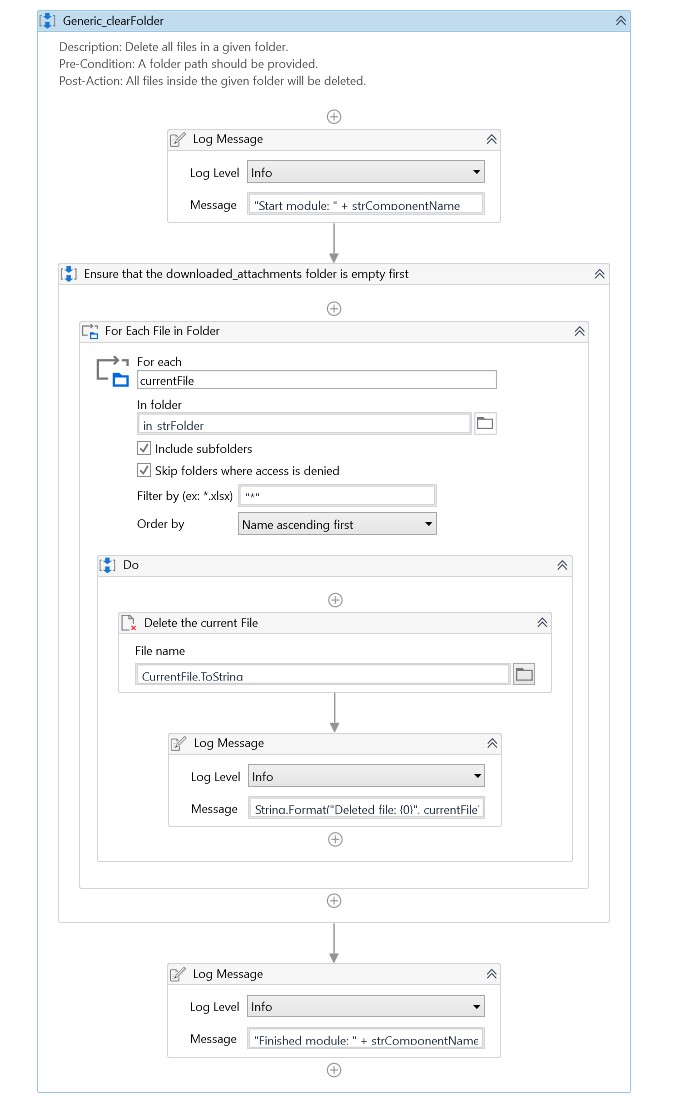 Generic_clearFolder
Description: Delete all files in a given folder.
Pre-Condition: A folder path should be provided.
Post-Action: All files inside the given folder will be deleted.
Log Message
Log Level Info
Message "Start module: " + strComponentName
Ensure that the downloaded_attachments folder is empty first
For Each File in Folder
For each
currentFile
In folder
in_strFolder
Include subfolders
Skip folders where access is denied
Filter by (ex: *.xlsx) "*"
Order by Name ascending first
Do
Delete the current File
File name
CurrentFile.ToString
Log Message
Log Level Info
Message String.Format("Deleted file: {0}", currentFile
Log Message
Log Level Info
Message "Finished module: " + strComponentName